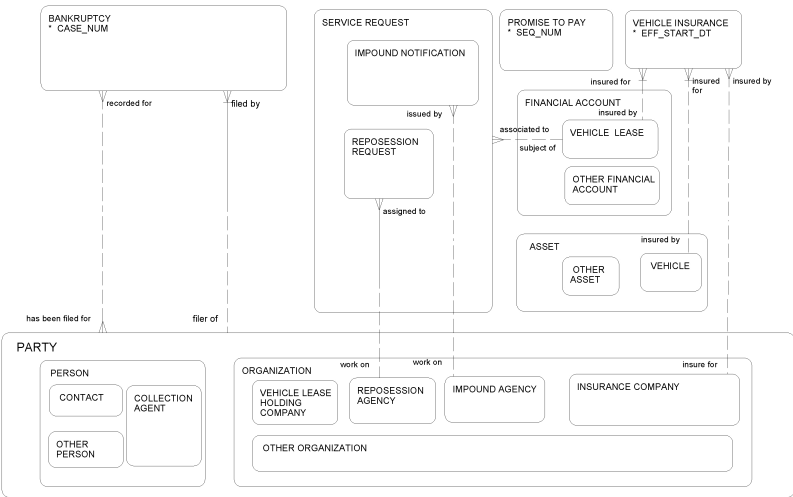 BANKRUPTCY
* CASE_NUM
recorded for
filed by
SERVICE REQUEST
IMPOUND NOTIFICATION
issued by
REPOSESSION
REQUEST
assigned to
PROMISE TO PAY
* SEQ_NUM
VEHICLE INSURANCE
* EFF_START_DT
insured for
insured
for
insured by
FINANCIAL ACCOUNT
insured by
associated to
subject of
VEHICLE LEASE
OTHER FINANCIAL
ACCOUNT
ASSET
insured by
OTHER
ASSET
VEHICLE
has been filed for
filer of
PARTY
work on
work on
insure for
PERSON
CONTACT
COLLECTION
AGENT
OTHER
PERSON
ORGANIZATION
VEHICLE LEASE
HOLDING
COMPANY
REPOSESSION
AGENCY
IMPOUND AGENCY
INSURANCE COMPANY
OTHER ORGANIZATION